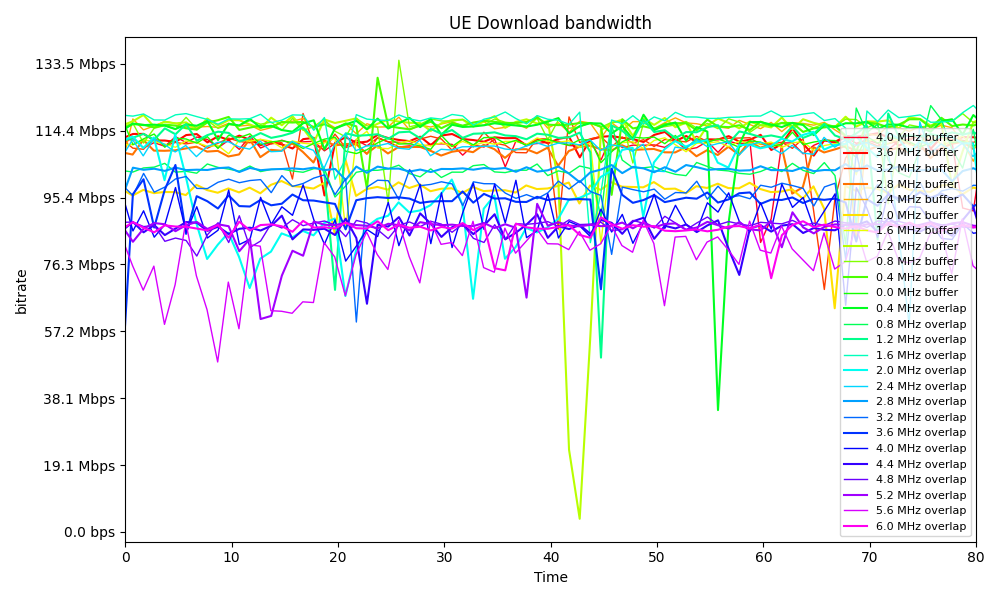 UE Download bandwidth
133.5 Mbps
114.4 Mbps
95.4 Mbps
76.3 Mbps
57.2 Mbps
38.1 Mbps
19.1 Mbps
0.0 bps
bitrate
4.0 MHz buffer
3.6 MHz buffer
3.2 MHz buffer
2.8 MHz buffer
2.4 MHz buffer
2.0 MHz buffer
1.6 MHz buffer
1.2 MHz buffer
0.8 MHz buffer
0.4 MHz buffer
0.0 MHz buffer
0.4 MHz overlap
0.8 MHz overlap
1.2 MHz overlap
1.6 MHz overlap
2.0 MHz overlap
2.4 MHz overlap
2.8 MHz overlap
3.2 MHz overlap
3.6 MHz overlap
4.0 MHz overlap
4.4 MHz overlap
4.8 MHz overlap
5.2 MHz overlap
5.6 MHz overlap
6.0 MHz overlap
0 10 20 30 40 50 60 70 80
Time